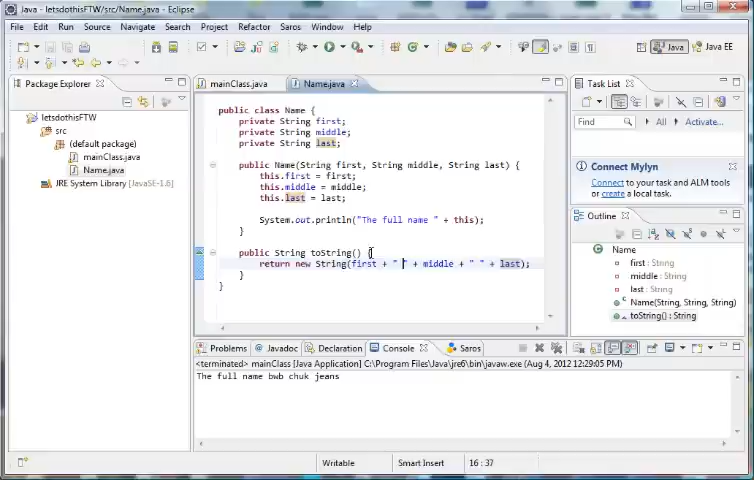 Java - letsdothisFTW/src/Name.java - Eclipse
File Edit Run Source Navigate Search Project Refactor Saros Window Help
Java Java EE
Package Explorer
mainClass.java Name.java
Task List
letsdothisFTW
src
(default package)
mainClass.java
Name.java
JRE System Library [JavaSE-1.6]
public class Name {
private String first;
private String middle;
private String last;
public Name(String first, String middle, String last) {
this.first = first;
this.middle = middle;
this.last = last;
System.out.println("The full name " + this);
}
public String toString() {
return new String(first + " " + middle + " " + last);
}
}
Find All Activate...
Connect Mylyn
Connect to your task and ALM tools
or create a local task.
Outline
Name
first : String
middle : String
last : String
Name(String, String, String)
toString() : String
Problems Javadoc Declaration Console Saros
<terminated> mainClass [Java Application] C:\Program Files\Java\jre6\bin\javaw.exe (Aug 4, 2012 12:29:05 PM)
The full name bwb chuk jeans
Writable Smart Insert 16 : 37